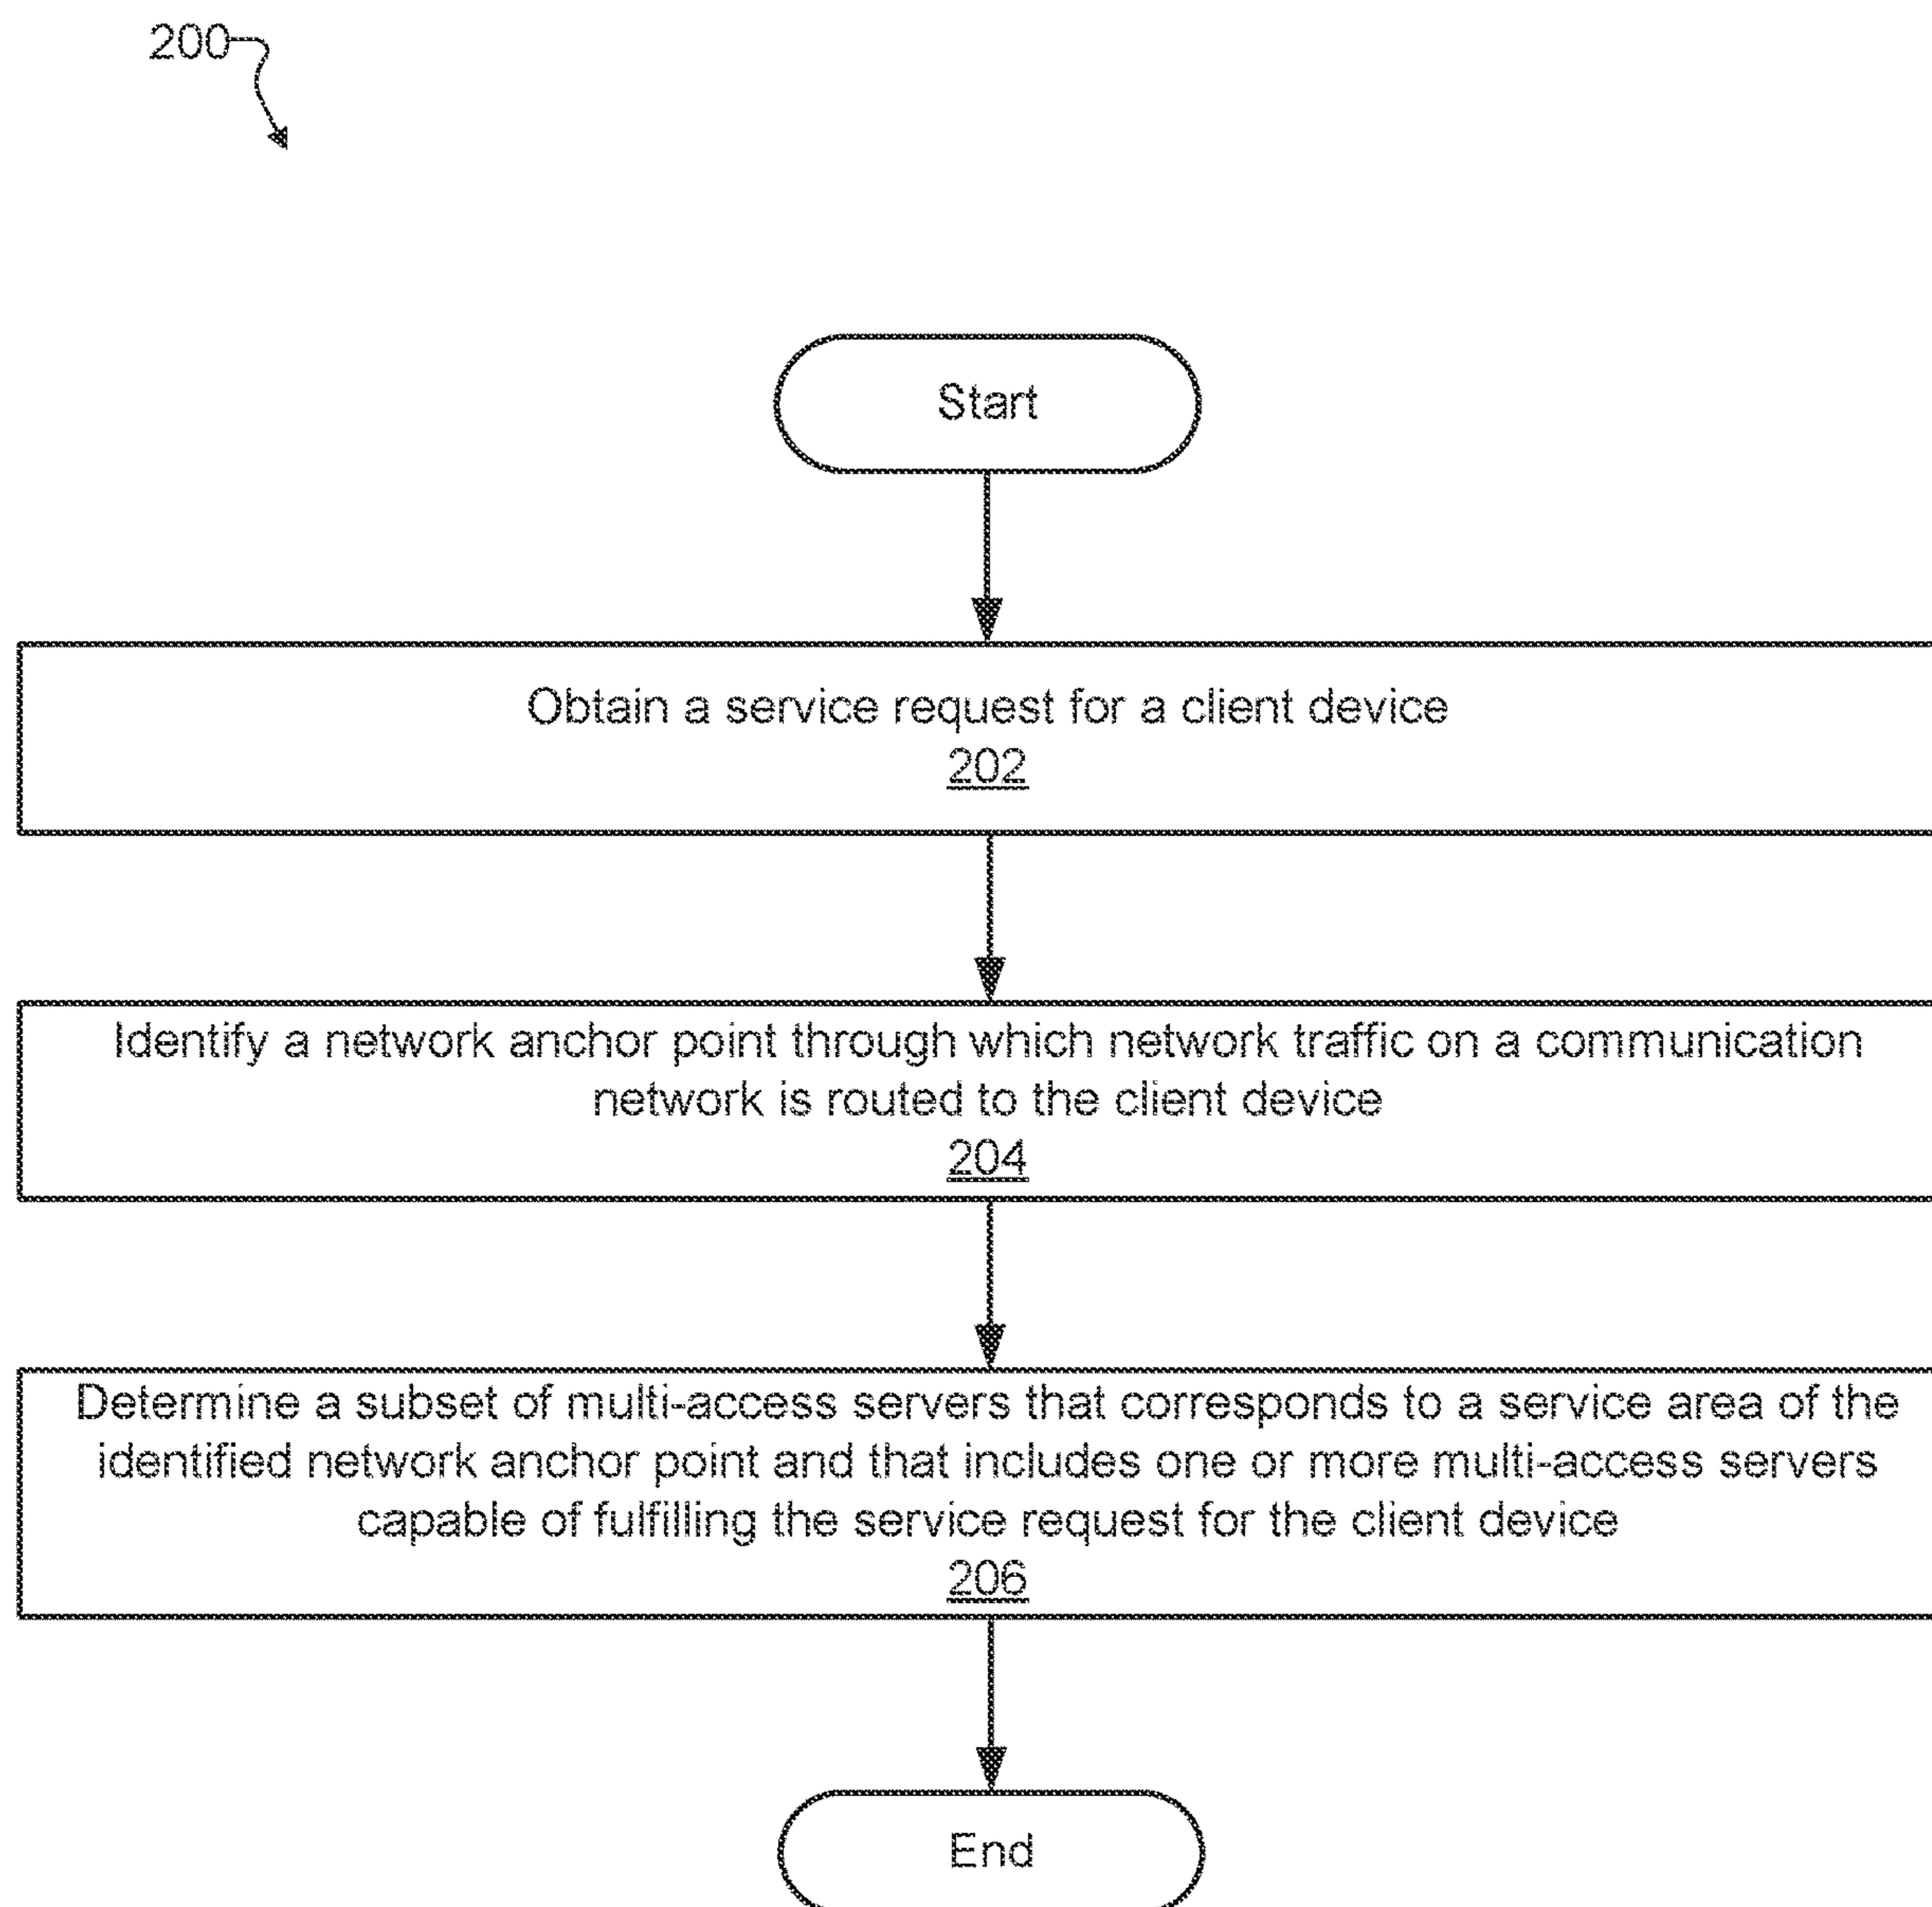 200
Start
Obtain a service request for a client device
202
Identify a network anchor point through which network traffic on a communication
network is routed to the client device
204
Determine a subset of multi-access servers that corresponds to a service area of the
identified network anchor point and that includes one or more multi-access servers
capable of fulfilling the service request for the client device
206
End